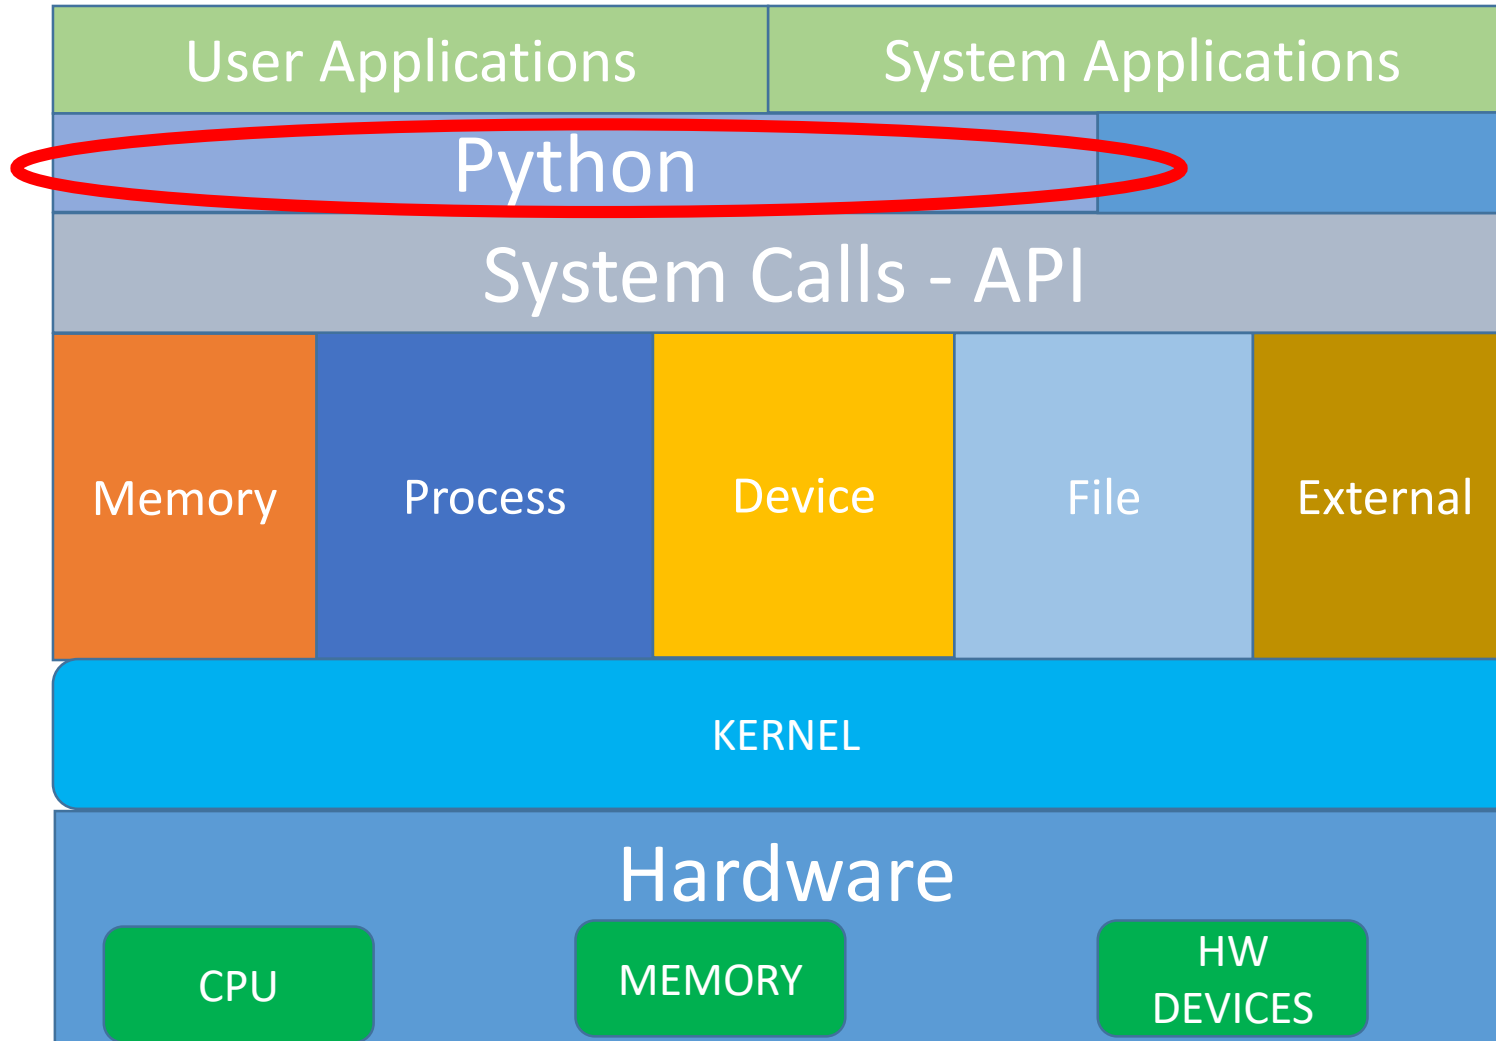 User Applications
System Applications
Python
System Calls - API
Memory
Process
Device
File
External
KERNEL
Hardware
CPU
MEMORY
HW
DEVICES